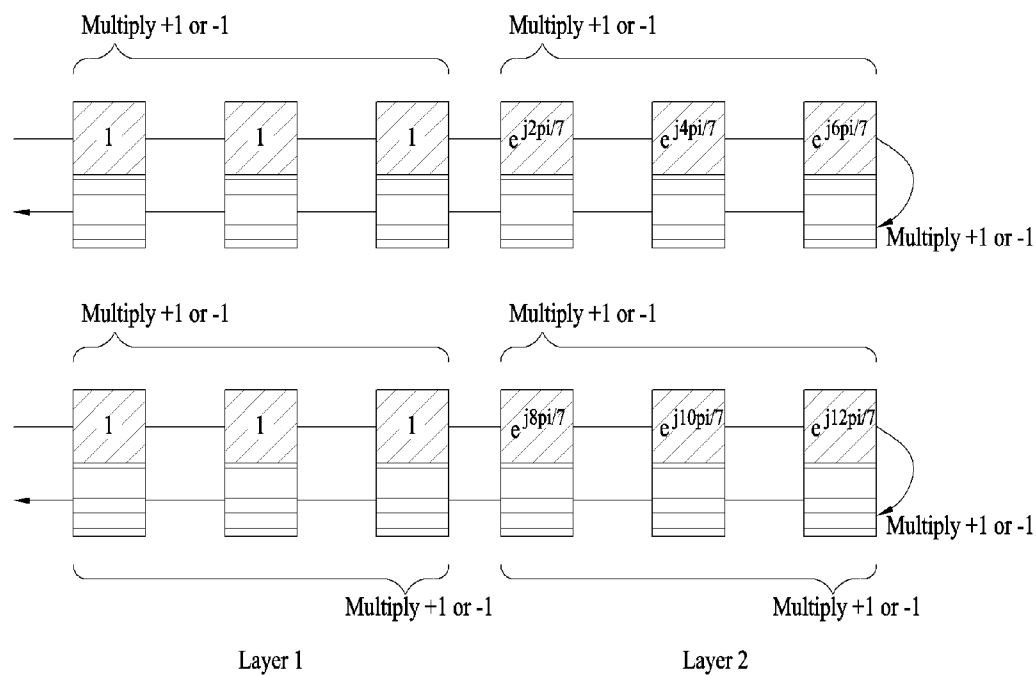 Multiply +1 or -1 Multiply +1 or -1
1 1 1 e^j2pi/7 e^j4pi/7 e^j6pi/7
Multiply +1 or -1
Multiply +1 or -1 Multiply +1 or -1
1 1 1 e^j8pi/7 e^j10pi/7 e^j12pi/7
Multiply +1 or -1
Multiply +1 or -1 Multiply +1 or -1
Layer 1 Layer 2